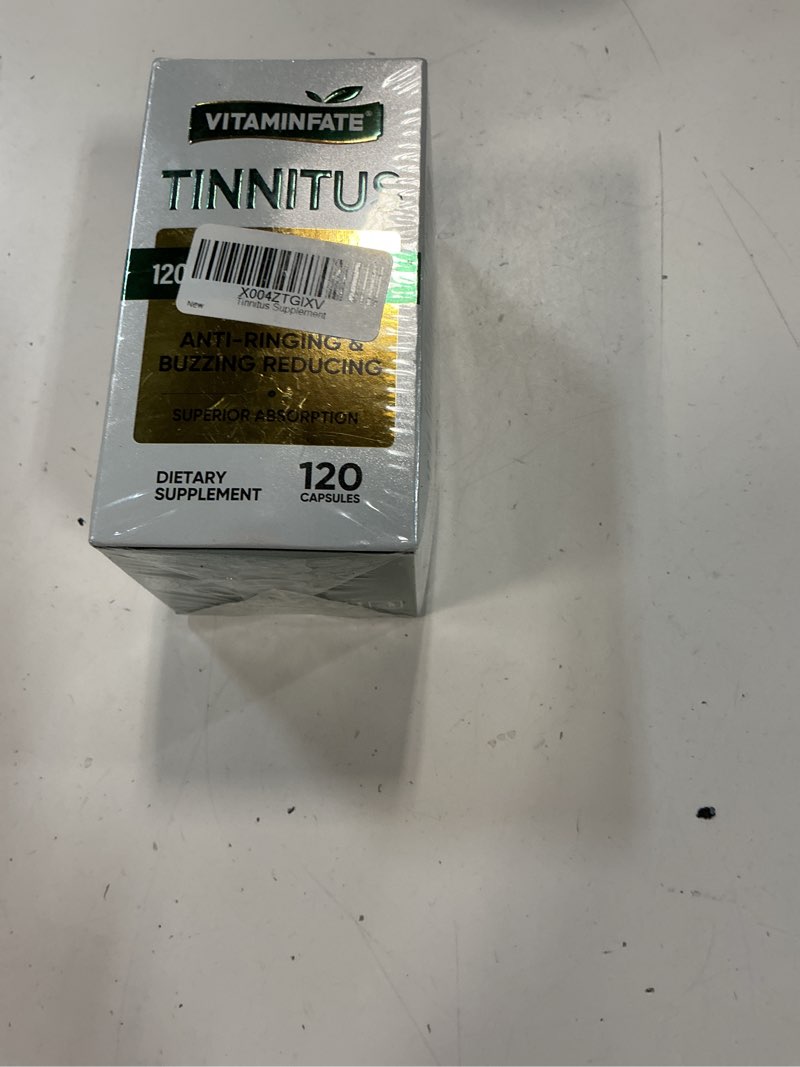 VITAMINFATE®
TINNITUS
120
X004ZTGIXV
New
Tinnitus Supplement
ANTI-RINGING &
BUZZING REDUCING
SUPERIOR ABSORPTION
DIETARY
SUPPLEMENT
120
CAPSULES